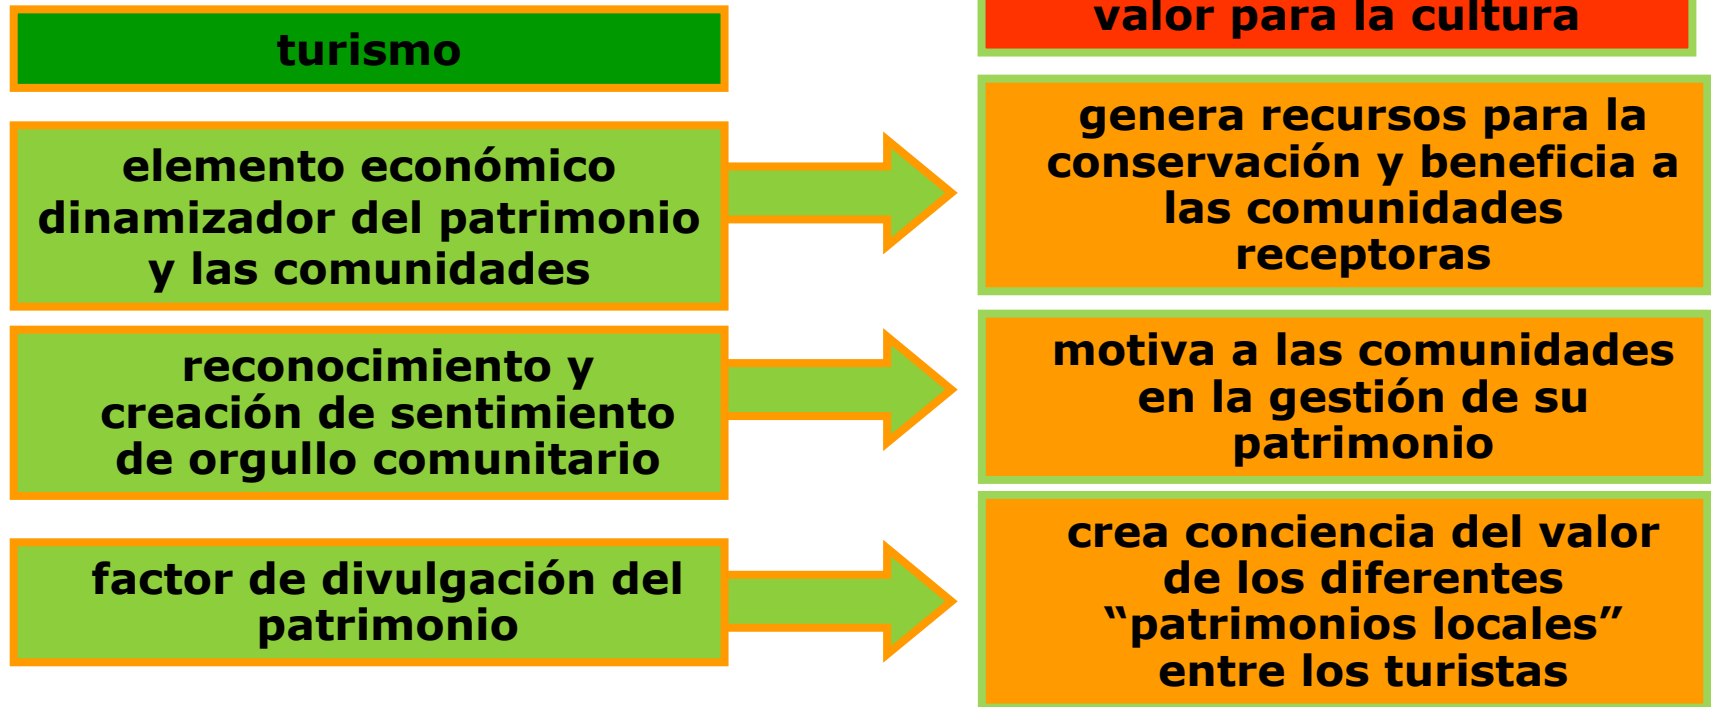 turismo
valor para la cultura
elemento económico
dinamizador del patrimonio
y las comunidades
genera recursos para la
conservación y beneficia a
las comunidades
receptoras
reconocimiento y
creación de sentimiento
de orgullo comunitario
motiva a las comunidades
en la gestión de su
patrimonio
factor de divulgación del
patrimonio
crea conciencia del valor
de los diferentes
“patrimonios locales”
entre los turistas